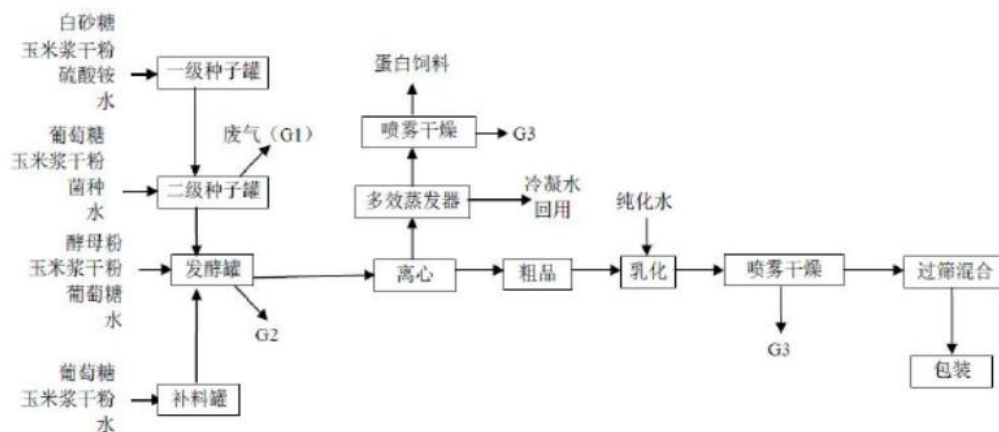 白砂糖
玉米浆干粉
硫酸铵
水
一级种子罐
葡萄糖
玉米浆干粉
菌种
水
废气（G1）
二级种子罐
蛋白饲料
喷雾干燥
G3
多效蒸发器
冷凝水
回用
纯化水
酵母粉
玉米浆干粉
葡萄糖
水
发酵罐
G2
离心
粗品
乳化
喷雾干燥
G3
过筛混合
包装
葡萄糖
玉米浆干粉
水
补料罐